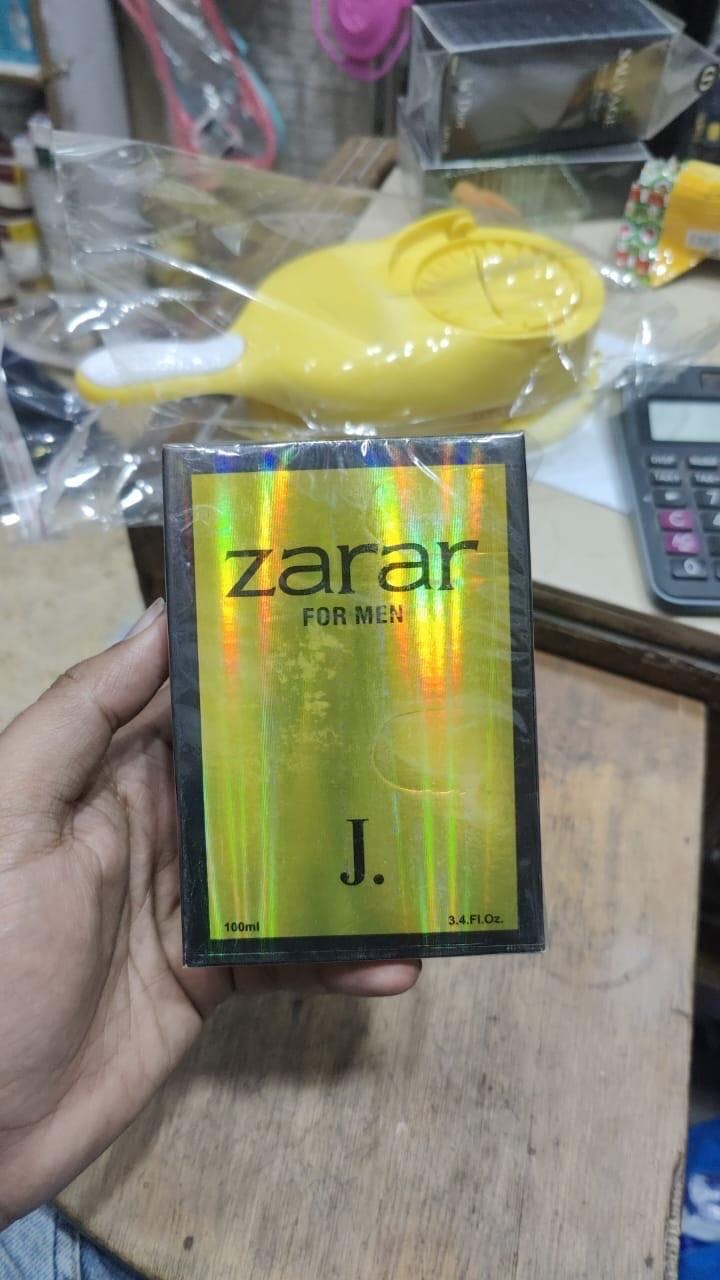 zarar
FOR MEN
J.
100ml
3.4.Fl.Oz.